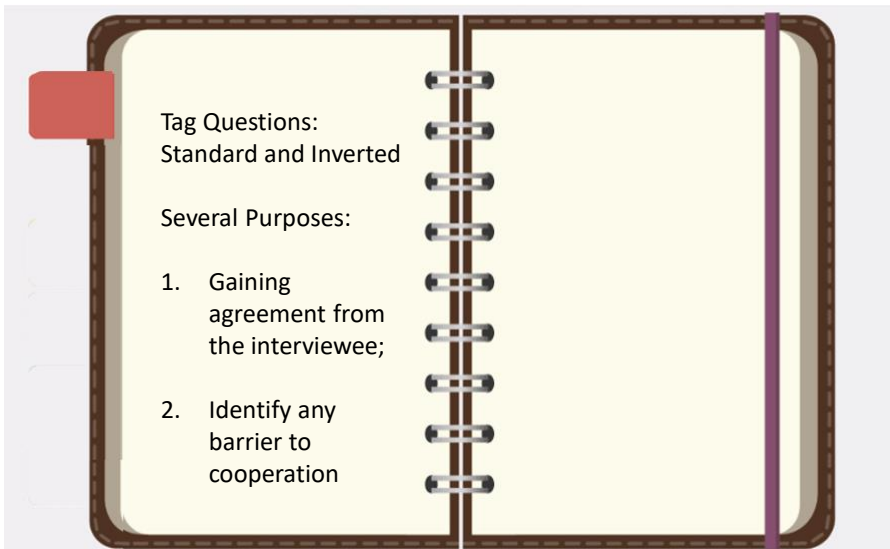 Tag Questions:
Standard and Inverted
Several Purposes:
1. Gaining
agreement from
the interviewee;
2. Identify any
barrier to
cooperation